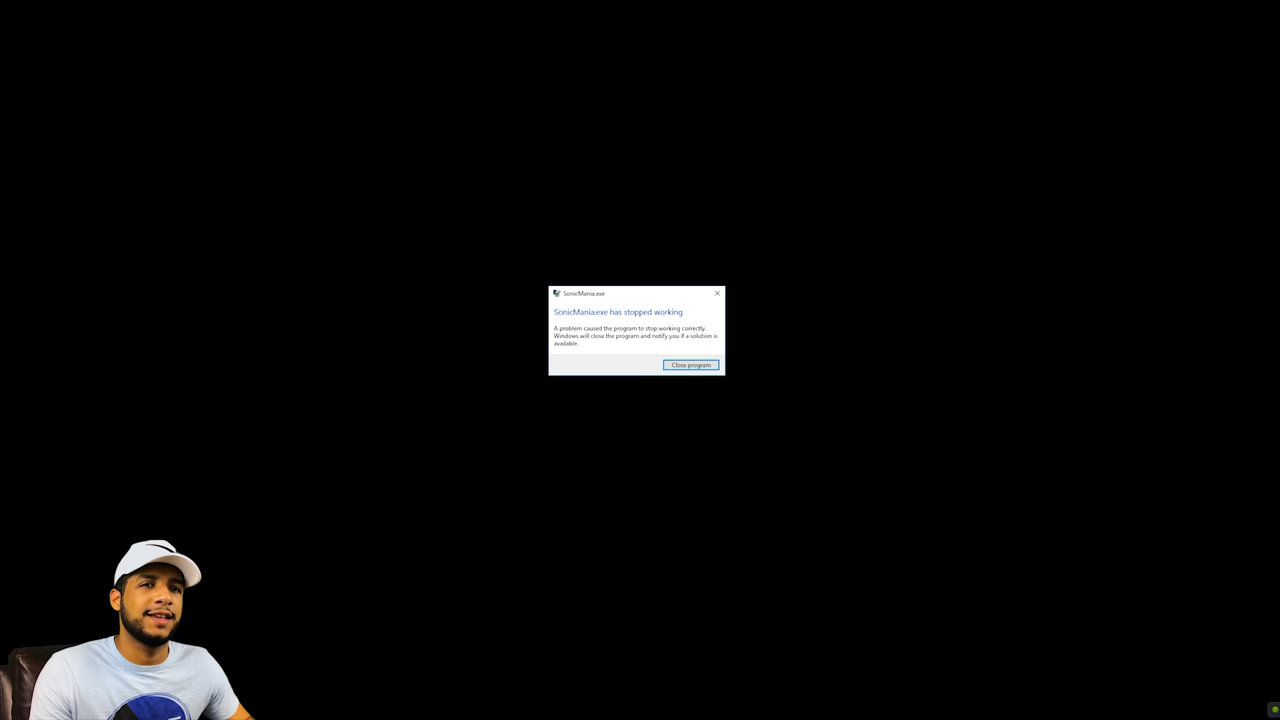 SonicMania.exe
SonicMania.exe has stopped working
A problem caused the program to stop working correctly.
Windows will close the program and notify you if a solution is
available.
Close program